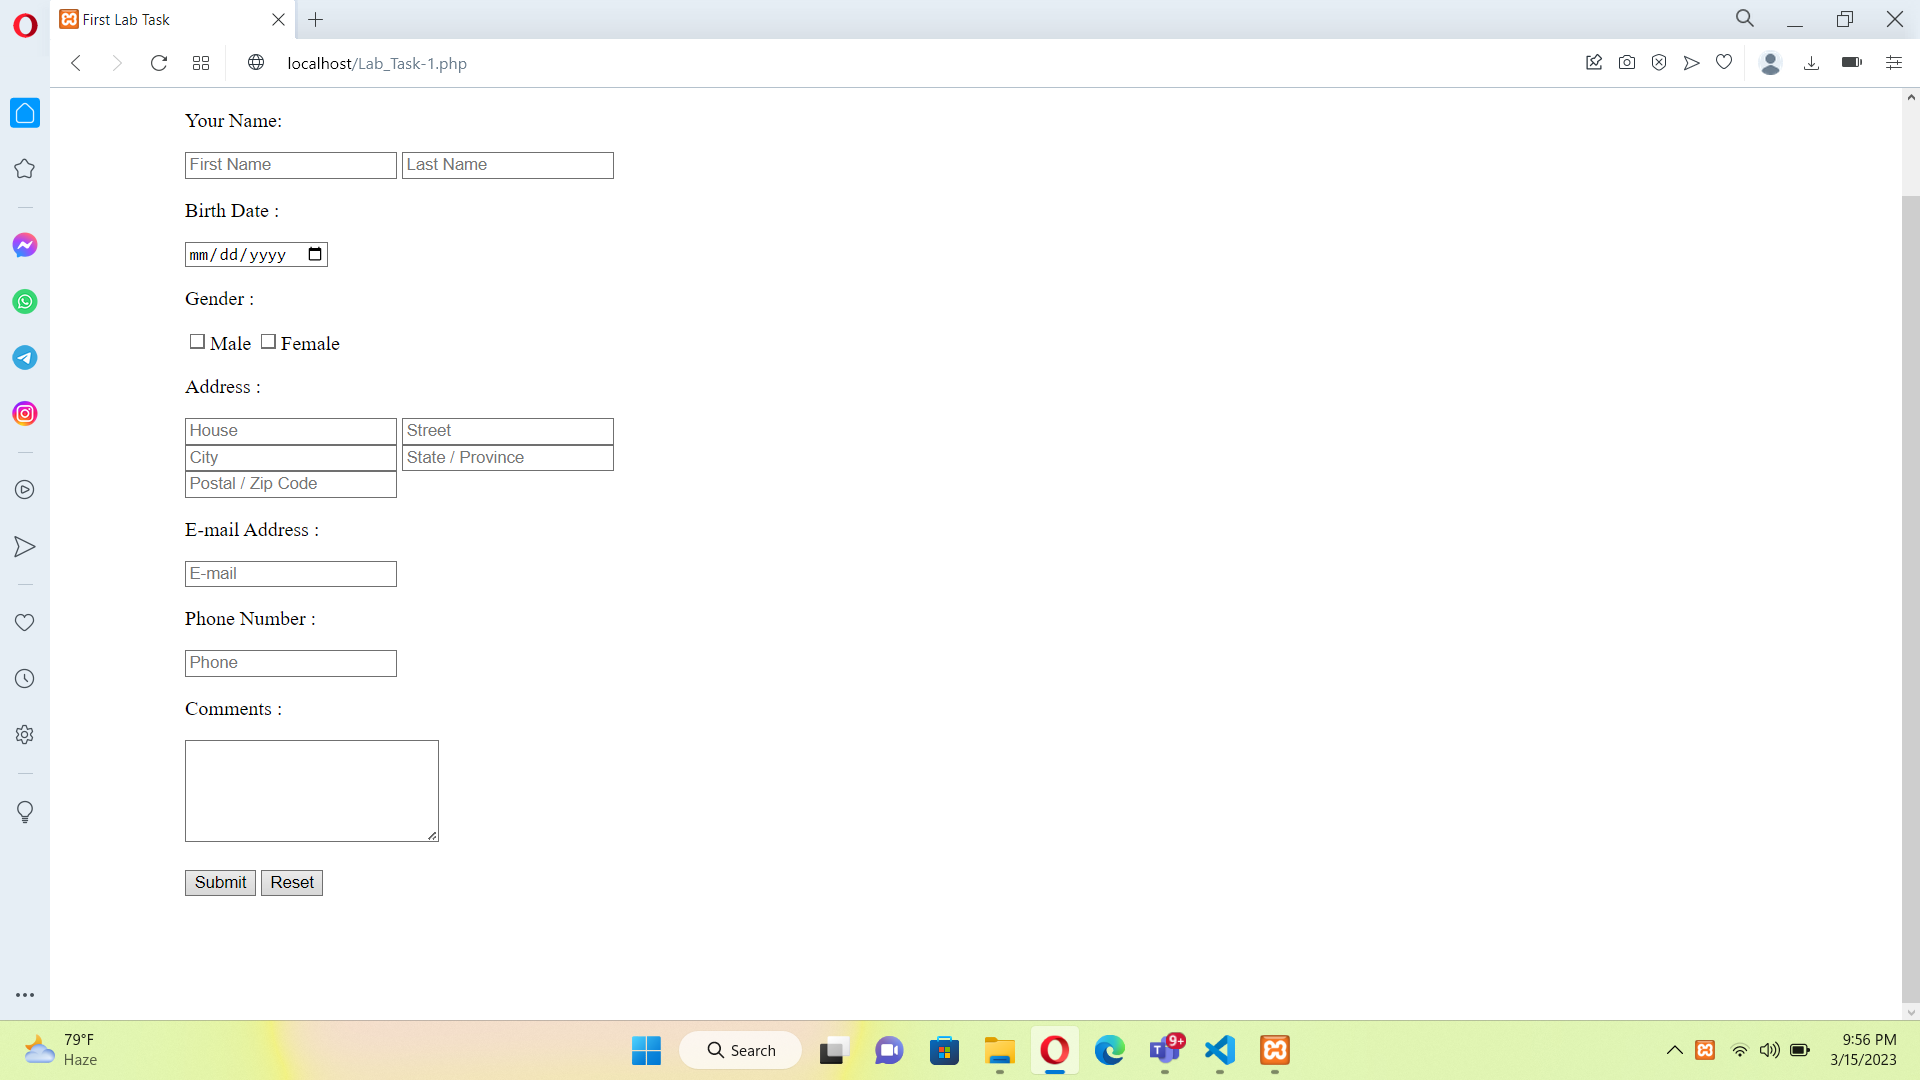 First Lab Task
localhost/Lab_Task-1.php
Your Name:
First Name Last Name
Birth Date :
mm/dd/yyyy
Gender :
Male Female
Address :
House Street
City State / Province
Postal / Zip Code
E-mail Address :
E-mail
Phone Number :
Phone
Comments :
Submit Reset
79°F
Haze
Search
9+
T
9:56 PM
3/15/2023